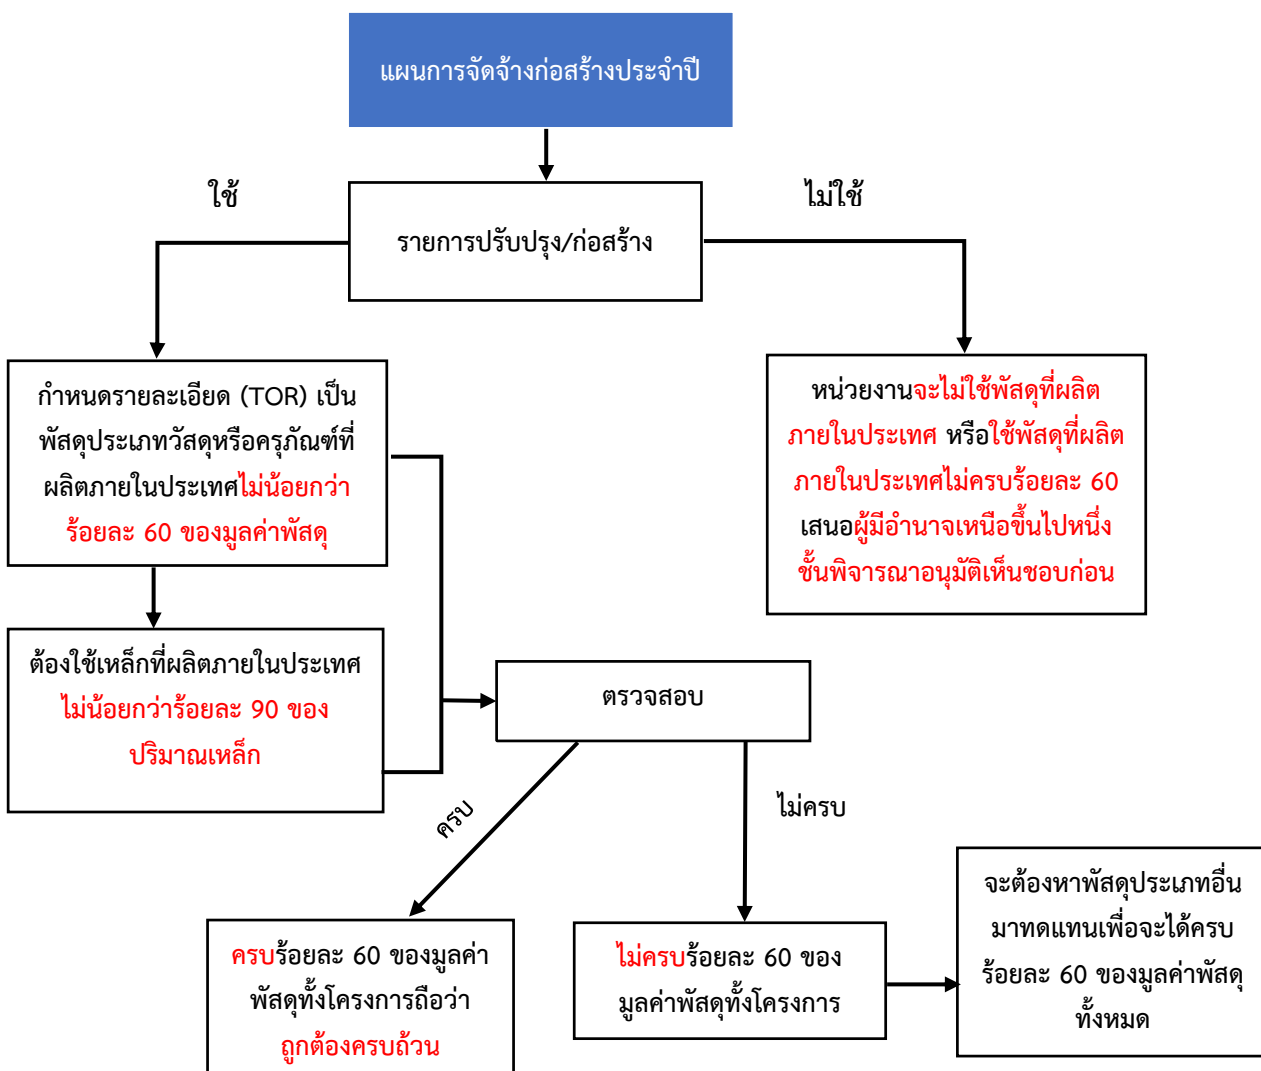 แผนการจัดจ้างก่อสร้างประจำปี
ใช้
ไม่ใช้
รายการปรับปรุง/ก่อสร้าง
กำหนดรายละเอียด (TOR) เป็น
พัสดุประเภทวัสดุหรือครุภัณฑ์ที่
ผลิตภายในประเทศไม่น้อยกว่า
ร้อยละ 60 ของมูลค่าพัสดุ
หน่วยงานจะไม่ใช้พัสดุที่ผลิต
ภายในประเทศ หรือใช้พัสดุที่ผลิต
ภายในประเทศไม่ครบร้อยละ 60
เสนอผู้มีอำนาจเหนือขึ้นไปหนึ่ง
ชั้นพิจารณาอนุมัติเห็นชอบก่อน
ต้องใช้เหล็กที่ผลิตภายในประเทศ
ไม่น้อยกว่าร้อยละ 90 ของ
ปริมาณเหล็ก
ตรวจสอบ
ครบ
ไม่ครบ
ครบร้อยละ 60 ของมูลค่า
พัสดุทั้งโครงการถือว่า
ถูกต้องครบถ้วน
ไม่ครบร้อยละ 60 ของ
มูลค่าพัสดุทั้งโครงการ
จะต้องหาพัสดุประเภทอื่น
มาทดแทนเพื่อจะได้ครบ
ร้อยละ 60 ของมูลค่าพัสดุ
ทั้งหมด